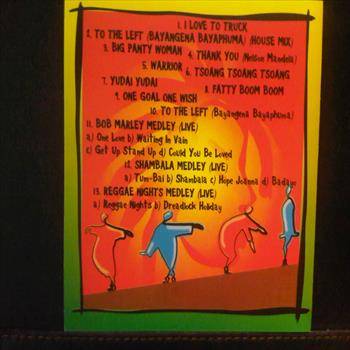 1. I LOVE TO TRUCK
2. TO THE LEFT (BAYANGENA BAYAPHUMA) (HOUSE MIX)
3. BIG PANTY WOMAN 4. THANK YOU (Nelson Mandela)
5. WARRIOR 6. TSOANG TSOANG TSOANG
7. YUDAI YUDAI 8. FATTY BOOM BOOM
9. ONE GOAL ONE WISH
10. TO THE LEFT (Bayangena Bayaphuma)
11. BOB MARLEY MEDLEY (LIVE)
a) One Love b) Waiting In Vain
c) Get Up Stand Up d) Could You Be Loved
12. SHAMBALA MEDLEY (LIVE)
a) Tum-Bai b) Shambala c) Hope Joanna d) Badayo
13. REGGAE NIGHTS MEDLEY (LIVE)
a) Reggae Nights b) Dreadlock Holiday